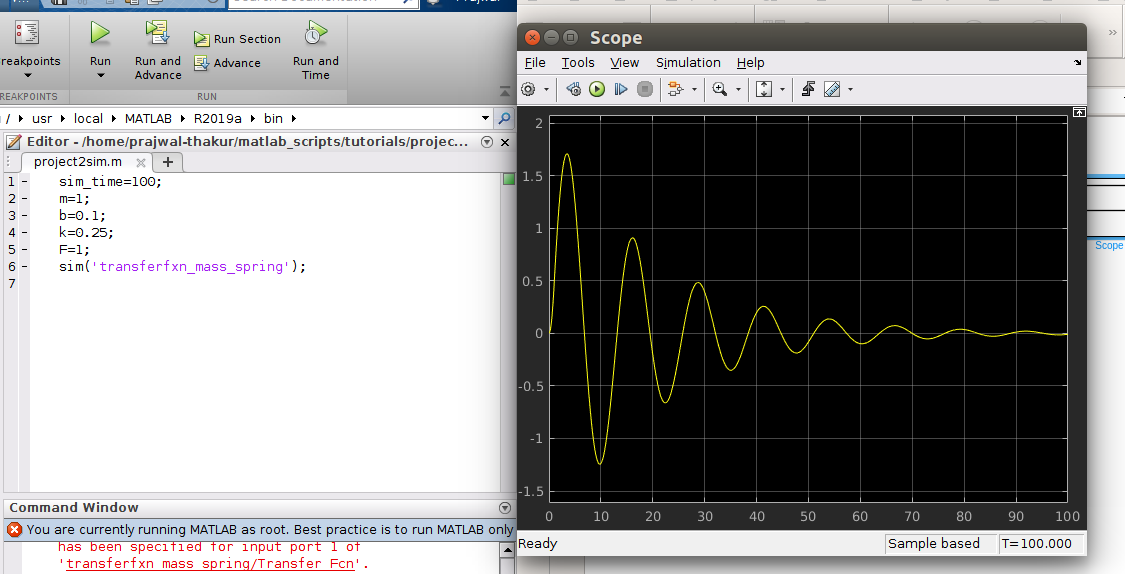 reakpoints
Run
Run and
Advance
Run Section
Advance
Run and
Time
REAKPOINTS
RUN
/ usr local MATLAB R2019a bin
Editor - /home/prajwal-thakur/matlab_scripts/tutorials/projec...
project2sim.m
1 - sim_time=100;
2 - m=1;
3 - b=0.1;
4 - k=0.25;
5 - F=1;
6 - sim('transferfxn_mass_spring');
7
Command Window
You are currently running MATLAB as root. Best practice is to run MATLAB only
has been specified for input port 1 of
'transferfxn_mass_spring/Transfer Fcn'.
Scope
File Tools View Simulation Help
2
1.5
1
0.5
0
-0.5
-1
-1.5
0 10 20 30 40 50 60 70 80 90 100
Ready
Sample based
T=100.000
Scope